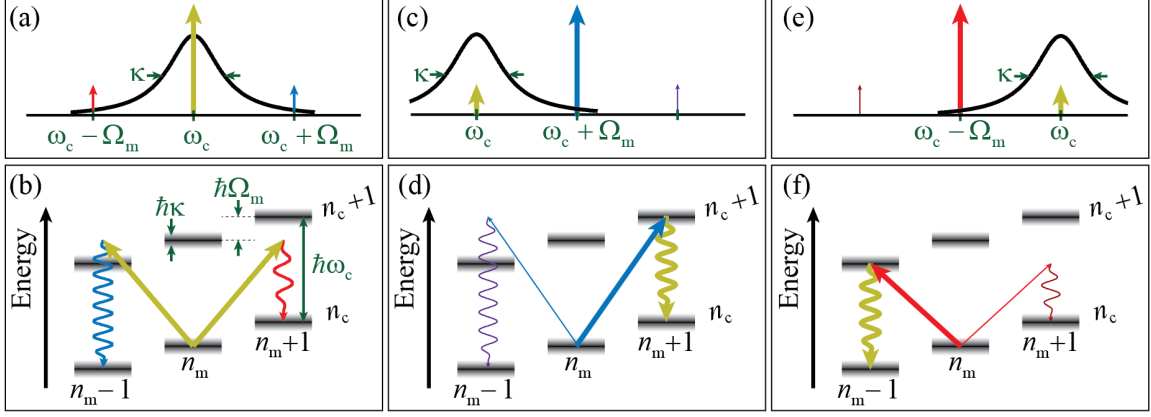 (a)
κ
ω_c − Ω_m
ω_c
ω_c + Ω_m
(c)
κ
ω_c
ω_c + Ω_m
(e)
κ
ω_c − Ω_m
ω_c
(b)
Energy
ħκ
ħΩ_m
n_c+1
ħω_c
n_c
n_m+1
n_m
n_m−1
(d)
Energy
n_c+1
n_c
n_m+1
n_m
n_m−1
(f)
Energy
n_c+1
n_c
n_m+1
n_m
n_m−1